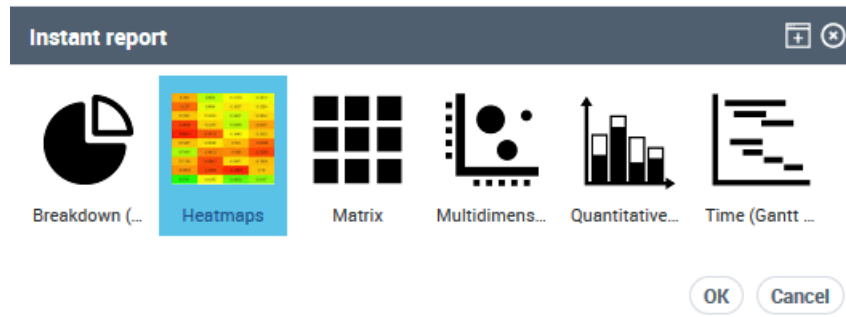 Instant report
Breakdown (...
Heatmaps
Matrix
Multidimens...
Quantitative...
Time (Gantt ...
OK
Cancel